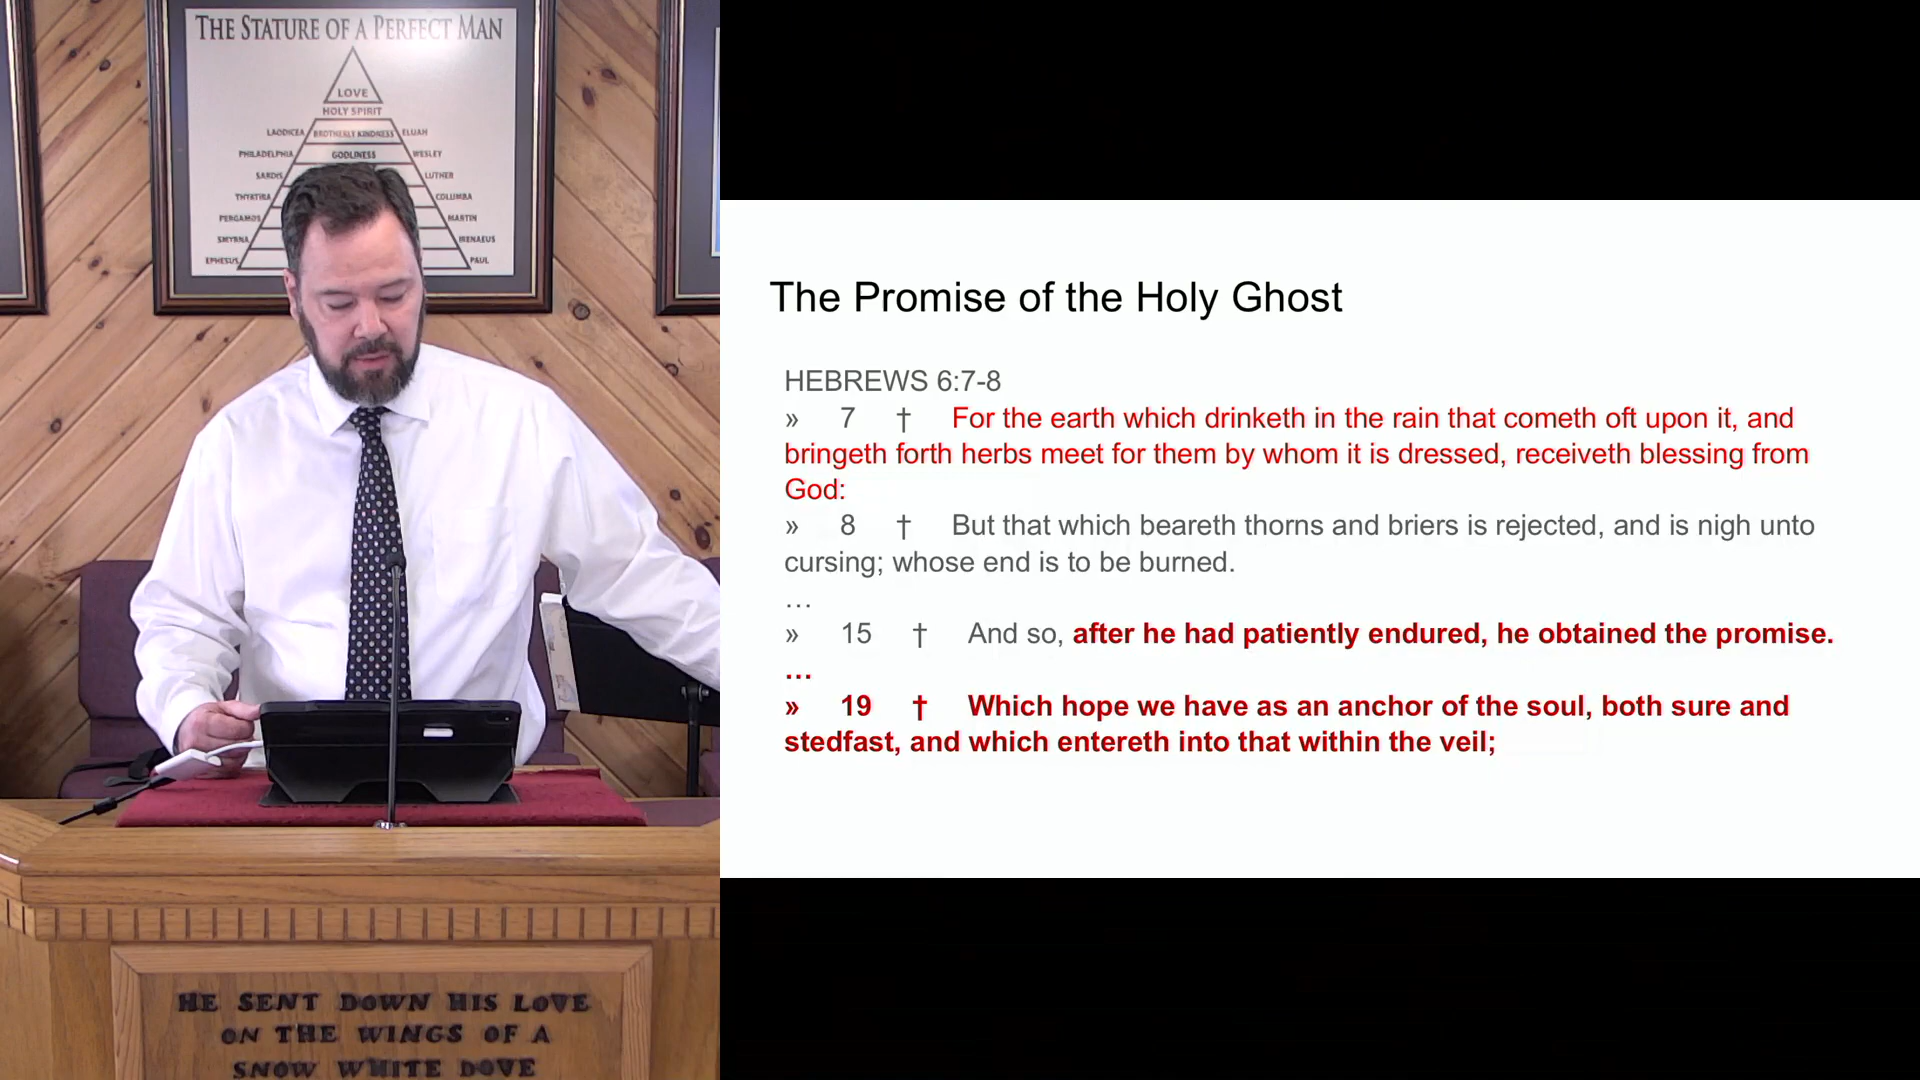 THE STATURE OF A PERFECT MAN
LOVE
HOLY SPIRIT
LAODICEA BROTHERLY KINDNESS ELIJAH
PHILADELPHIA GODLINESS WESLEY
SARDIS LUTHER
THYATIRA COLUMBA
PERGAMOS MARTIN
SMYRNA IRENAEUS
EPHESUS PAUL
HE SENT DOWN HIS LOVE
ON THE WINGS OF A
SNOW WHITE DOVE
The Promise of the Holy Ghost
HEBREWS 6:7-8
» 7 † For the earth which drinketh in the rain that cometh oft upon it, and
bringeth forth herbs meet for them by whom it is dressed, receiveth blessing from
God:
» 8 † But that which beareth thorns and briers is rejected, and is nigh unto
cursing; whose end is to be burned.
…
» 15 † And so, after he had patiently endured, he obtained the promise.
…
» 19 † Which hope we have as an anchor of the soul, both sure and
stedfast, and which entereth into that within the veil;